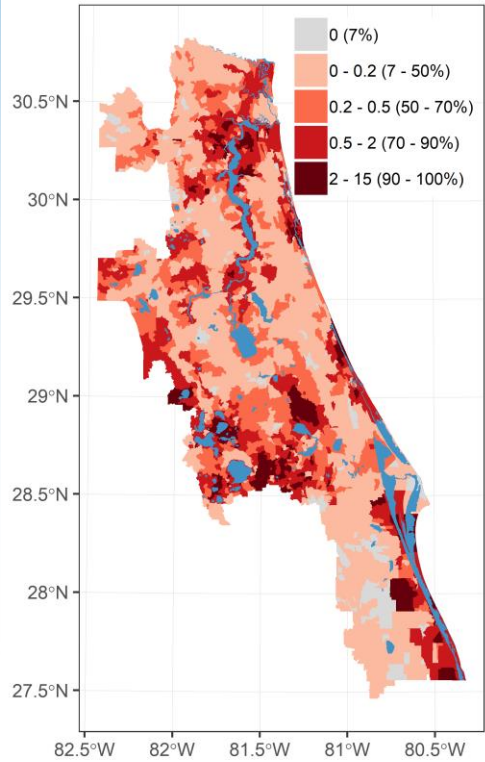 0 (7%)
0 - 0.2 (7 - 50%)
0.2 - 0.5 (50 - 70%)
0.5 - 2 (70 - 90%)
2 - 15 (90 - 100%)
30.5°N
30°N
29.5°N
29°N
28.5°N
28°N
27.5°N
82.5°W 82°W 81.5°W 81°W 80.5°W